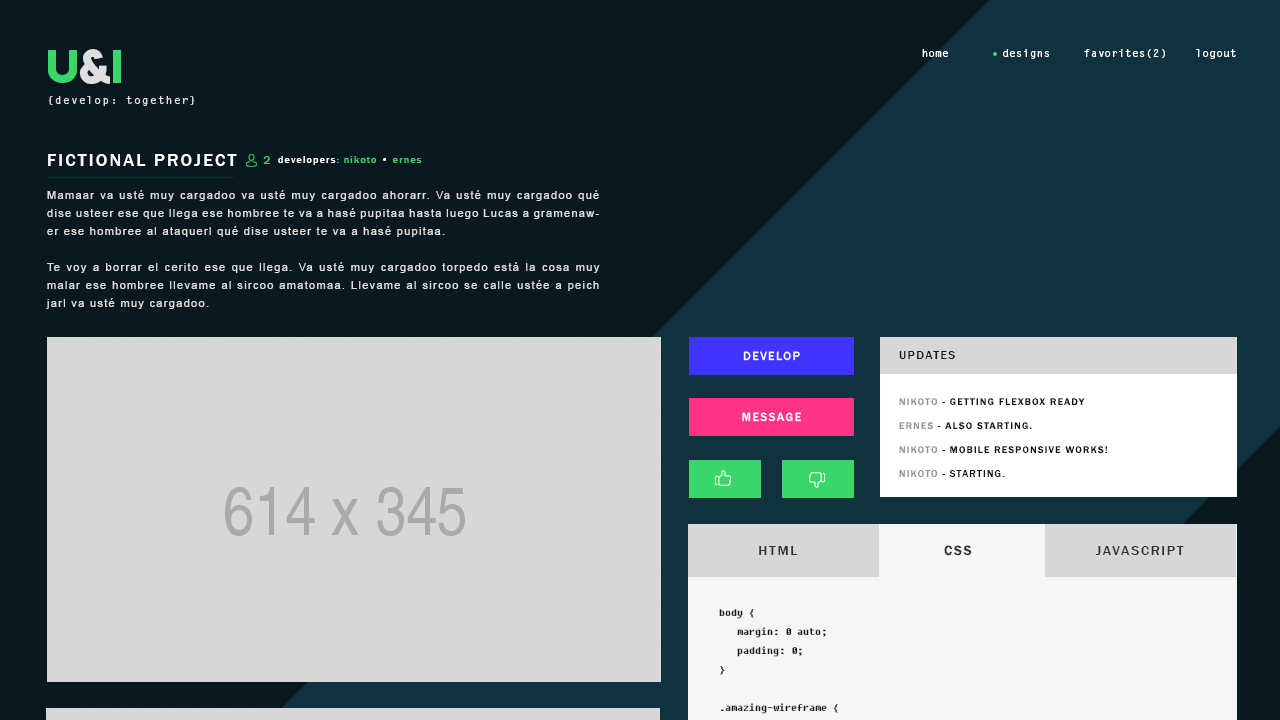 U&I
{develop: together}
home
designs
favorites(2)
logout
FICTIONAL PROJECT
2 developers: nikoto • ernes
Mamaar va usté muy cargadoo va usté muy cargadoo ahorarr. Va usté muy cargadoo qué
dise usteer ese que llega ese hombree te va a hasé pupitaa hasta luego Lucas a gramenaw-
er ese hombree al ataquerl qué dise usteer te va a hasé pupitaa.
Te voy a borrar el cerito ese que llega. Va usté muy cargadoo torpedo está la cosa muy
malar ese hombree llevame al sircoo amatomaa. Llevame al sircoo se calle ustée a peich
jarl va usté muy cargadoo.
614 x 345
DEVELOP
MESSAGE
UPDATES
NIKOTO - GETTING FLEXBOX READY
ERNES - ALSO STARTING.
NIKOTO - MOBILE RESPONSIVE WORKS!
NIKOTO - STARTING.
HTML
CSS
JAVASCRIPT
body {
margin: 0 auto;
padding: 0;
}
.amazing-wireframe {